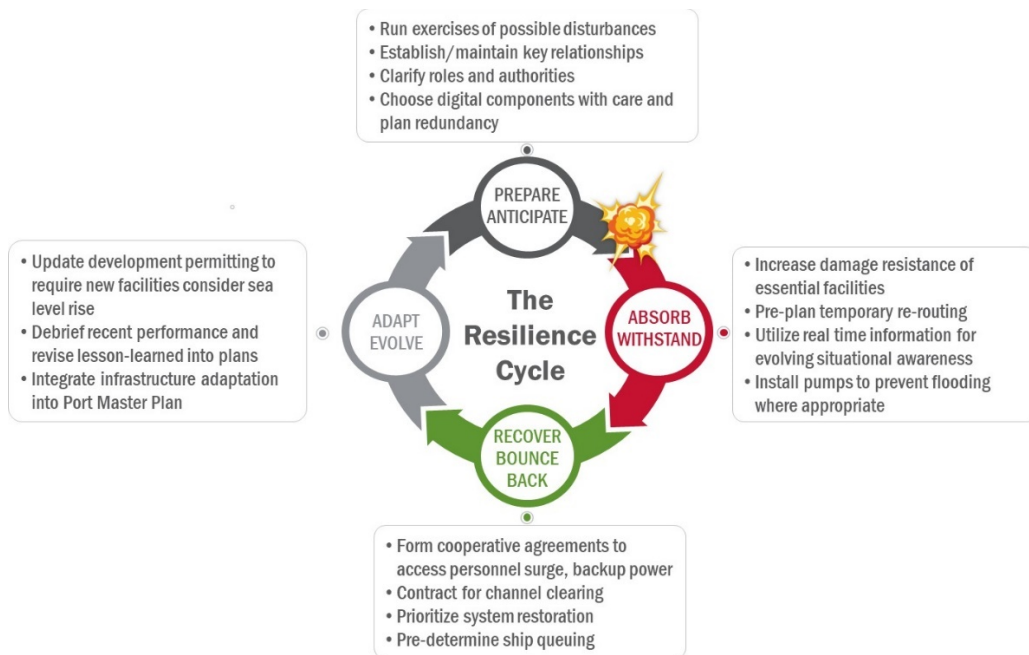 • Run exercises of possible disturbances
• Establish/maintain key relationships
• Clarify roles and authorities
• Choose digital components with care and
plan redundancy
PREPARE
ANTICIPATE
The
Resilience
Cycle
ABSORB
WITHSTAND
• Increase damage resistance of
essential facilities
• Pre-plan temporary re-routing
• Utilize real time information for
evolving situational awareness
• Install pumps to prevent flooding
where appropriate
RECOVER
BOUNCE
BACK
• Form cooperative agreements to
access personnel surge, backup power
• Contract for channel clearing
• Prioritize system restoration
• Pre-determine ship queuing
ADAPT
EVOLVE
• Update development permitting to
require new facilities consider sea
level rise
• Debrief recent performance and
revise lesson-learned into plans
• Integrate infrastructure adaptation
into Port Master Plan